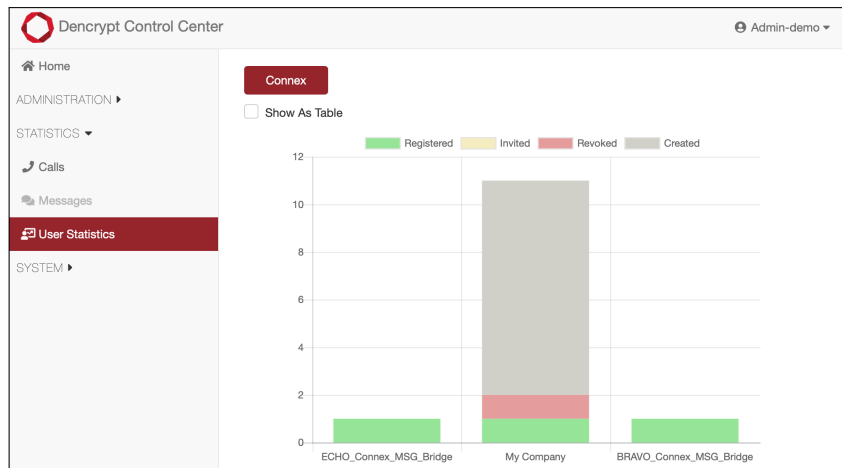 Dencrypt Control Center
Admin-demo
Home
ADMINISTRATION
STATISTICS
Calls
Messages
User Statistics
SYSTEM
Connex
Show As Table
Registered Invited Revoked Created
12
10
8
6
4
2
0
ECHO_Connex_MSG_Bridge My Company BRAVO_Connex_MSG_Bridge